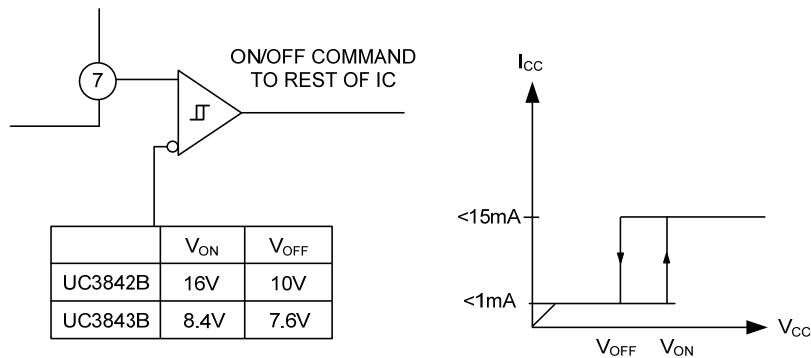 7
ON/OFF COMMAND
TO REST OF IC
VON VOFF
UC3842B 16V 10V
UC3843B 8.4V 7.6V
ICC
<15mA
<1mA
VOFF VON
VCC